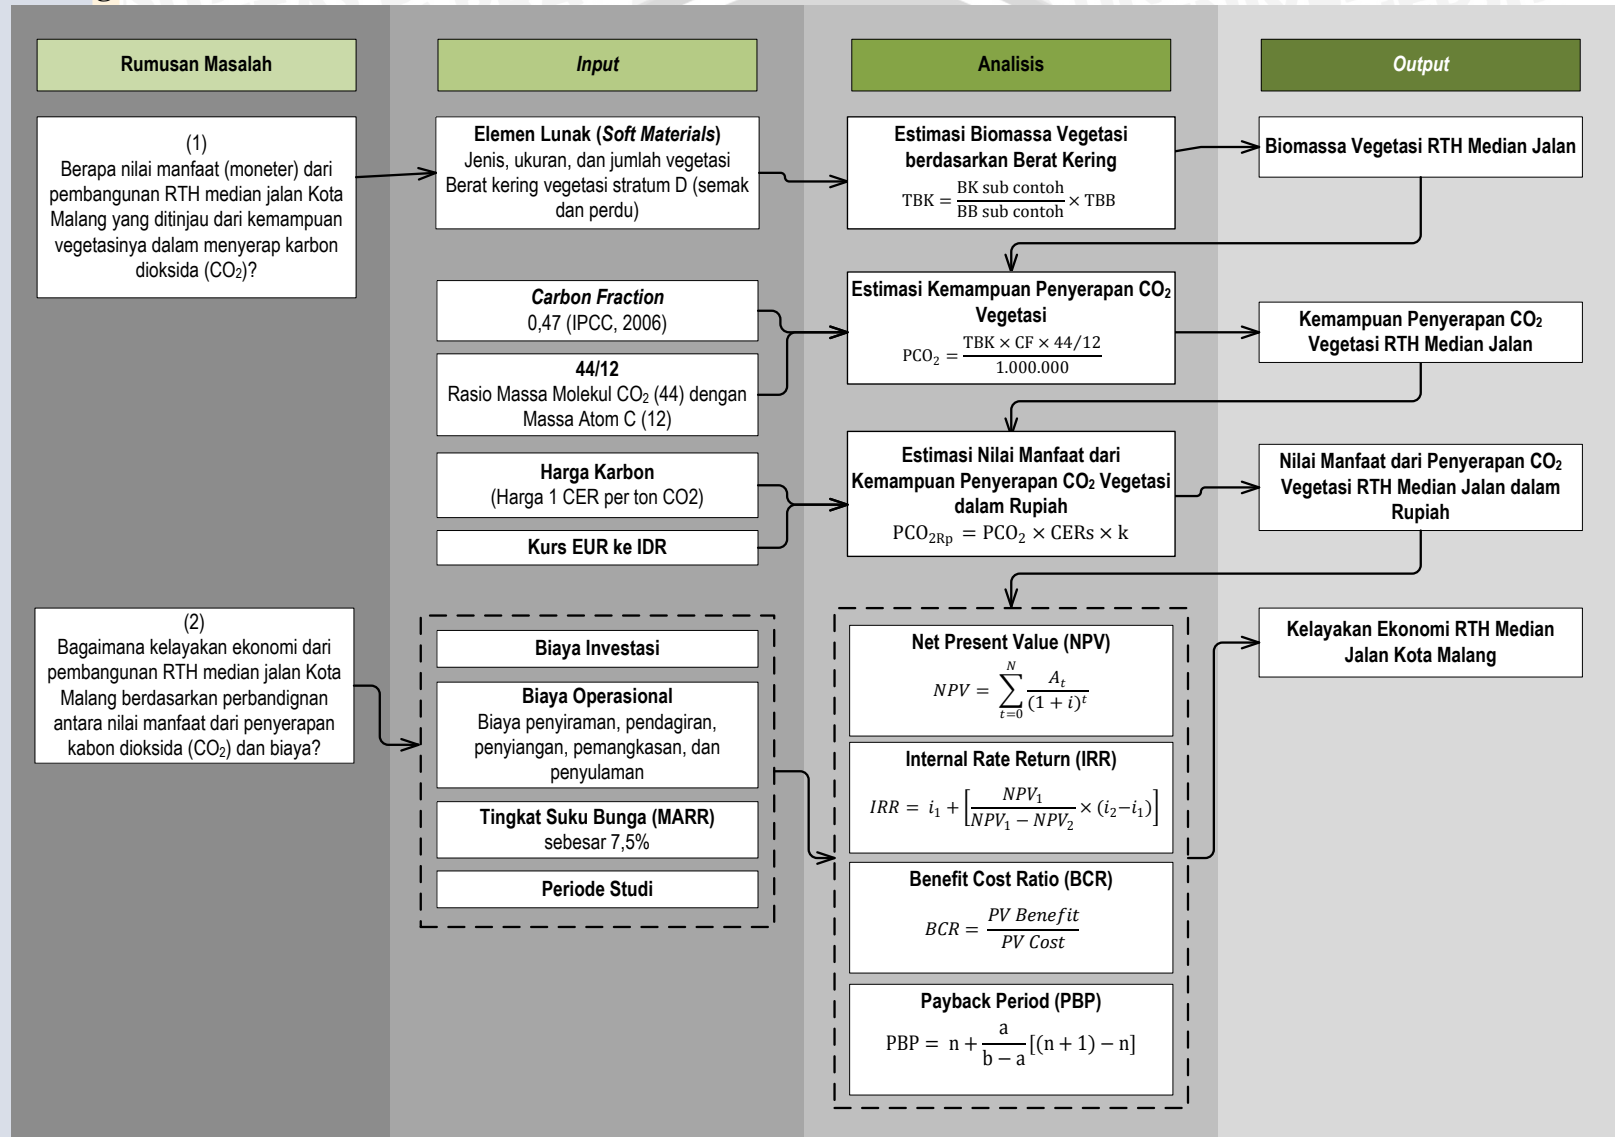 Rumusan Masalah
Input
Analisis
Output
(1)
Berapa nilai manfaat (moneter) dari
pembangunan RTH median jalan Kota
Malang yang ditinjau dari kemampuan
vegetasinya dalam menyerap karbon
dioksida (CO₂)?
Elemen Lunak (Soft Materials)
Jenis, ukuran, dan jumlah vegetasi
Berat kering vegetasi stratum D (semak
dan perdu)
Estimasi Biomassa Vegetasi
berdasarkan Berat Kering
TBK = BK sub contoh / BB sub contoh × TBB
Biomassa Vegetasi RTH Median Jalan
Carbon Fraction
0,47 (IPCC, 2006)
44/12
Rasio Massa Molekul CO₂ (44) dengan
Massa Atom C (12)
Estimasi Kemampuan Penyerapan CO₂
Vegetasi
PCO₂ = TBK × CF × 44/12 / 1.000.000
Kemampuan Penyerapan CO₂
Vegetasi RTH Median Jalan
Harga Karbon
(Harga 1 CER per ton CO2)
Kurs EUR ke IDR
Estimasi Nilai Manfaat dari
Kemampuan Penyerapan CO₂ Vegetasi
dalam Rupiah
PCO₂Rp = PCO₂ × CERs × k
Nilai Manfaat dari Penyerapan CO₂
Vegetasi RTH Median Jalan dalam
Rupiah
(2)
Bagaimana kelayakan ekonomi dari
pembangunan RTH median jalan Kota
Malang berdasarkan perbandignan
antara nilai manfaat dari penyerapan
kabon dioksida (CO₂) dan biaya?
Biaya Investasi
Biaya Operasional
Biaya penyiraman, pendagiran,
penyiangan, pemangkasan, dan
penyulaman
Tingkat Suku Bunga (MARR)
sebesar 7,5%
Periode Studi
Net Present Value (NPV)
NPV = ∑_{t=0}^{N} A_t / (1 + i)^t
Internal Rate Return (IRR)
IRR = i₁ + [NPV₁ / NPV₁ − NPV₂ × (i₂−i₁)]
Benefit Cost Ratio (BCR)
BCR = PV Benefit / PV Cost
Payback Period (PBP)
PBP = n + a / b − a [(n + 1) − n]
Kelayakan Ekonomi RTH Median
Jalan Kota Malang